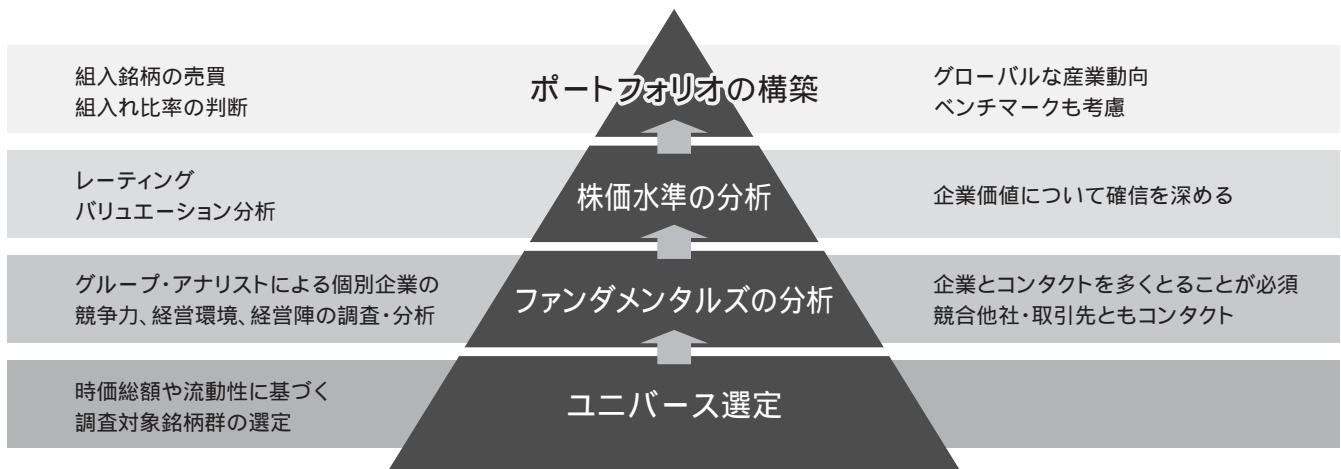 組入銘柄の売買
組入れ比率の判断
ポートフォリオの構築
グローバルな産業動向
ベンチマークも考慮
レーティング
バリュエーション分析
株価水準の分析
企業価値について確信を深める
グループ・アナリストによる個別企業の
競争力、経営環境、経営陣の調査・分析
ファンダメンタルズの分析
企業とコンタクトを多くとることが必須
競合他社・取引先ともコンタクト
時価総額や流動性に基づく
調査対象銘柄群の選定
ユニバース選定